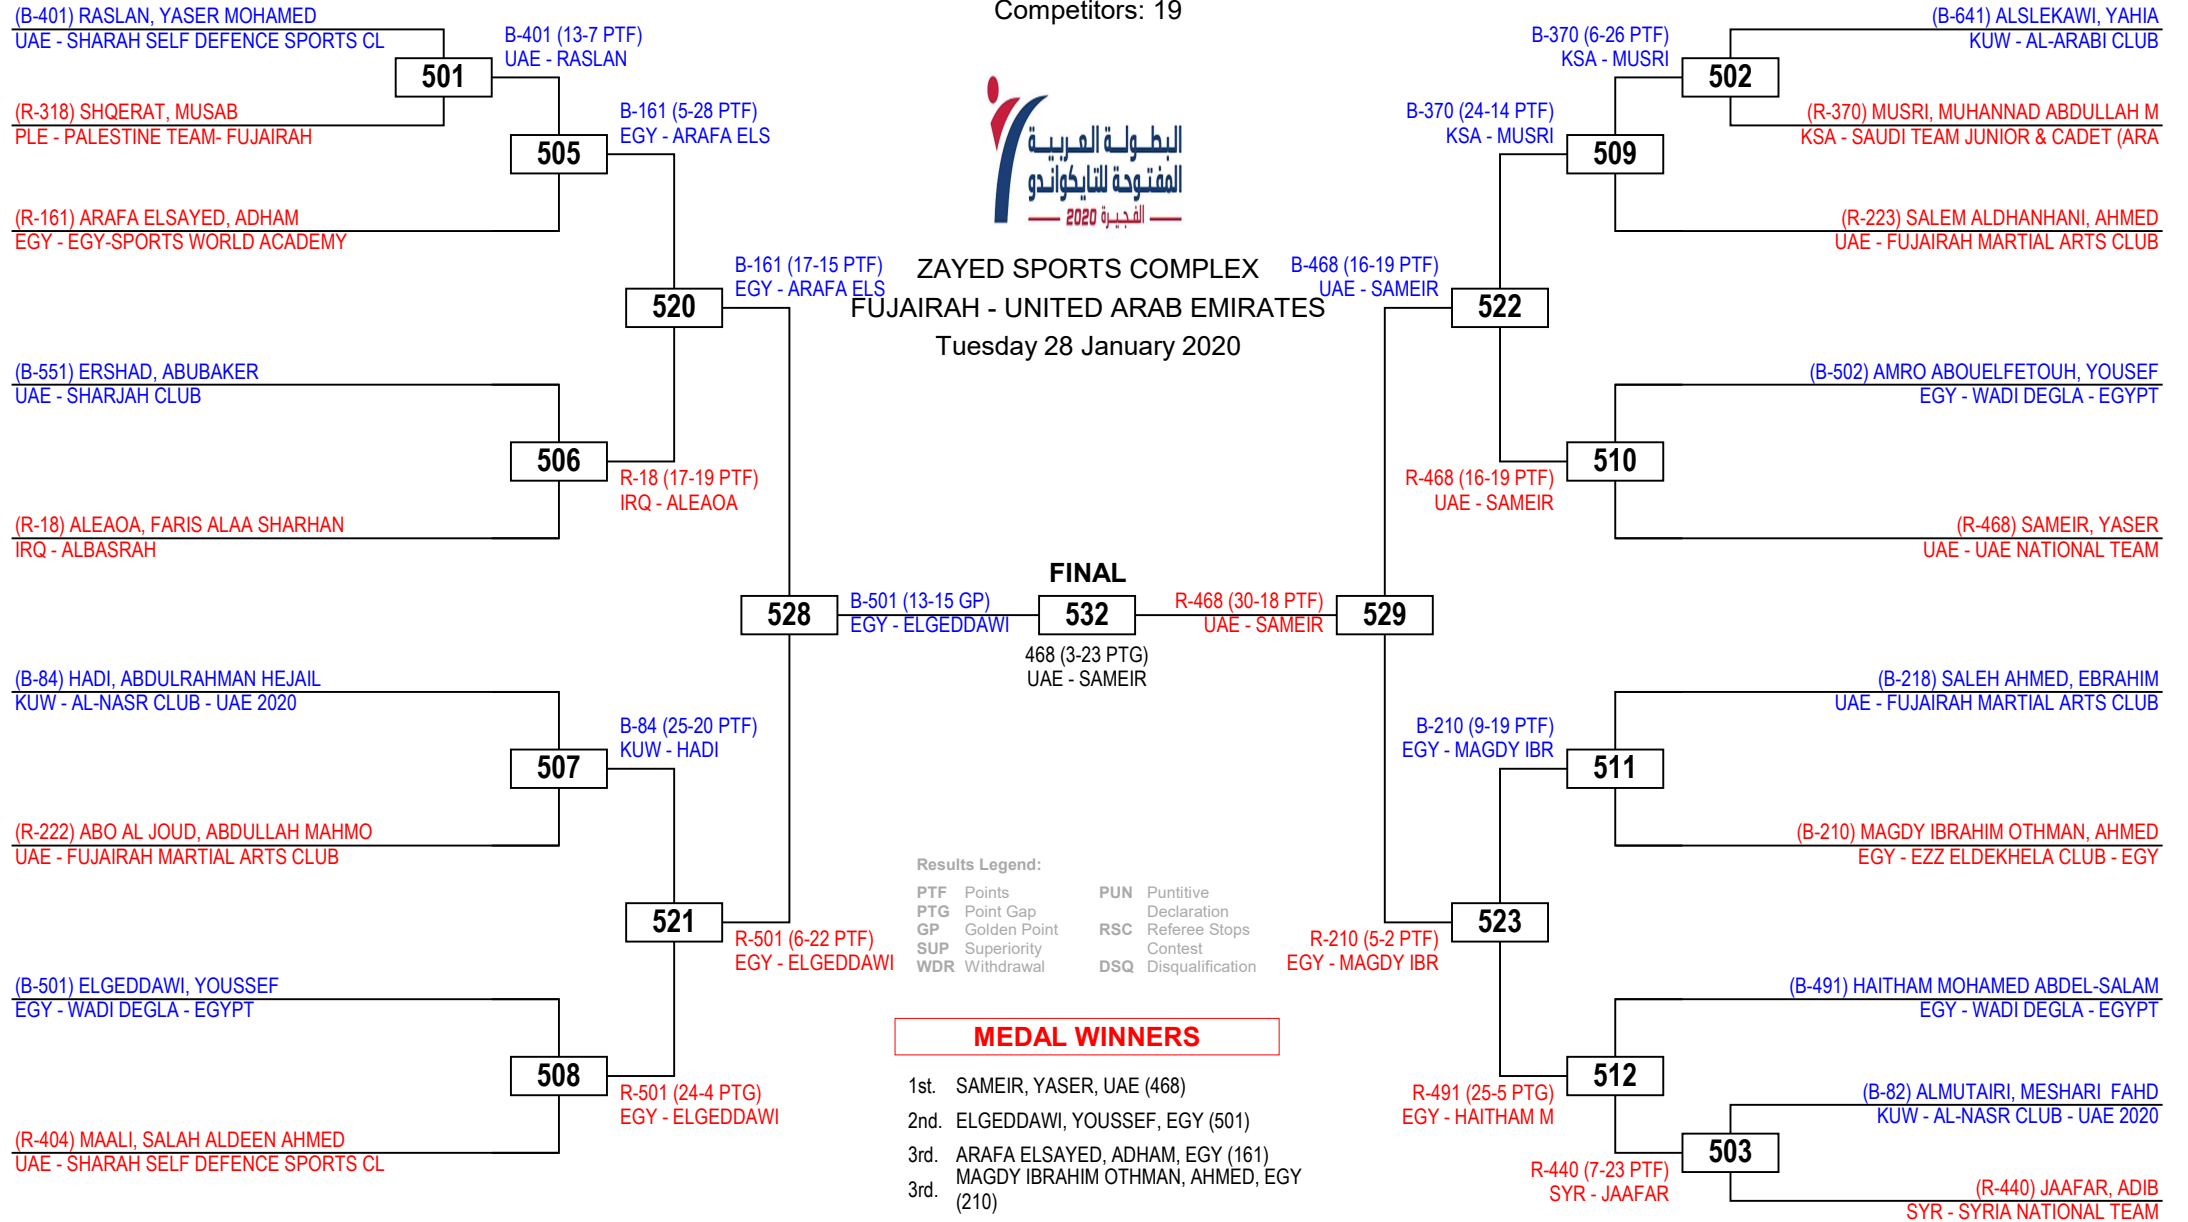 Competitors: 19
(B-401) RASLAN, YASER MOHAMED
UAE - SHARAH SELF DEFENCE SPORTS CL
501
(R-318) SHQERAT, MUSAB
PLE - PALESTINE TEAM- FUJAIRAH
B-401 (13-7 PTF)
UAE - RASLAN
505
(R-161) ARAFA ELSAYED, ADHAM
EGY - EGY-SPORTS WORLD ACADEMY
B-161 (5-28 PTF)
EGY - ARAFA ELS
520
(B-551) ERSHAD, ABUBAKER
UAE - SHARJAH CLUB
506
(R-18) ALEAOA, FARIS ALAA SHARHAN
IRQ - ALBASRAH
R-18 (17-19 PTF)
IRQ - ALEAOA
B-161 (17-15 PTF)
EGY - ARAFA ELS
528
(B-84) HADI, ABDULRAHMAN HEJAIL
KUW - AL-NASR CLUB - UAE 2020
507
(R-222) ABO AL JOUD, ABDULLAH MAHMO
UAE - FUJAIRAH MARTIAL ARTS CLUB
B-84 (25-20 PTF)
KUW - HADI
521
(B-501) ELGEDDAWI, YOUSSEF
EGY - WADI DEGLA - EGYPT
508
(R-404) MAALI, SALAH ALDEEN AHMED
UAE - SHARAH SELF DEFENCE SPORTS CL
R-501 (24-4 PTG)
EGY - ELGEDDAWI
R-501 (6-22 PTF)
EGY - ELGEDDAWI
البطولة العربية
المفتوحة للتايكواندو
الفجيرة 2020
ZAYED SPORTS COMPLEX
FUJAIRAH - UNITED ARAB EMIRATES
Tuesday 28 January 2020
FINAL
B-501 (13-15 GP)
EGY - ELGEDDAWI
532
R-468 (30-18 PTF)
UAE - SAMEIR
468 (3-23 PTG)
UAE - SAMEIR
529
(B-641) ALSLEKAWI, YAHIA
KUW - AL-ARABI CLUB
502
(R-370) MUSRI, MUHANNAD ABDULLAH M
KSA - SAUDI TEAM JUNIOR & CADET (ARA
B-370 (6-26 PTF)
KSA - MUSRI
509
(R-223) SALEM ALDHANHANI, AHMED
UAE - FUJAIRAH MARTIAL ARTS CLUB
B-370 (24-14 PTF)
KSA - MUSRI
522
(B-502) AMRO ABOUELFETOUH, YOUSEF
EGY - WADI DEGLA - EGYPT
510
(R-468) SAMEIR, YASER
UAE - UAE NATIONAL TEAM
R-468 (16-19 PTF)
UAE - SAMEIR
B-468 (16-19 PTF)
UAE - SAMEIR
(B-218) SALEH AHMED, EBRAHIM
UAE - FUJAIRAH MARTIAL ARTS CLUB
511
(B-210) MAGDY IBRAHIM OTHMAN, AHMED
EGY - EZZ ELDEKHELA CLUB - EGY
B-210 (9-19 PTF)
EGY - MAGDY IBR
523
(B-491) HAITHAM MOHAMED ABDEL-SALAM
EGY - WADI DEGLA - EGYPT
512
(B-82) ALMUTAIRI, MESHARI FAHD
KUW - AL-NASR CLUB - UAE 2020
503
(R-440) JAAFAR, ADIB
SYR - SYRIA NATIONAL TEAM
R-440 (7-23 PTF)
SYR - JAAFAR
R-491 (25-5 PTG)
EGY - HAITHAM M
R-210 (5-2 PTF)
EGY - MAGDY IBR
Results Legend:
PTF Points
PTG Point Gap
GP Golden Point
SUP Superiority
WDR Withdrawal
PUN Puntitive
Declaration
RSC Referee Stops
Contest
DSQ Disqualification
MEDAL WINNERS
1st. SAMEIR, YASER, UAE (468)
2nd. ELGEDDAWI, YOUSSEF, EGY (501)
3rd. ARAFA ELSAYED, ADHAM, EGY (161)
3rd. MAGDY IBRAHIM OTHMAN, AHMED, EGY
(210)